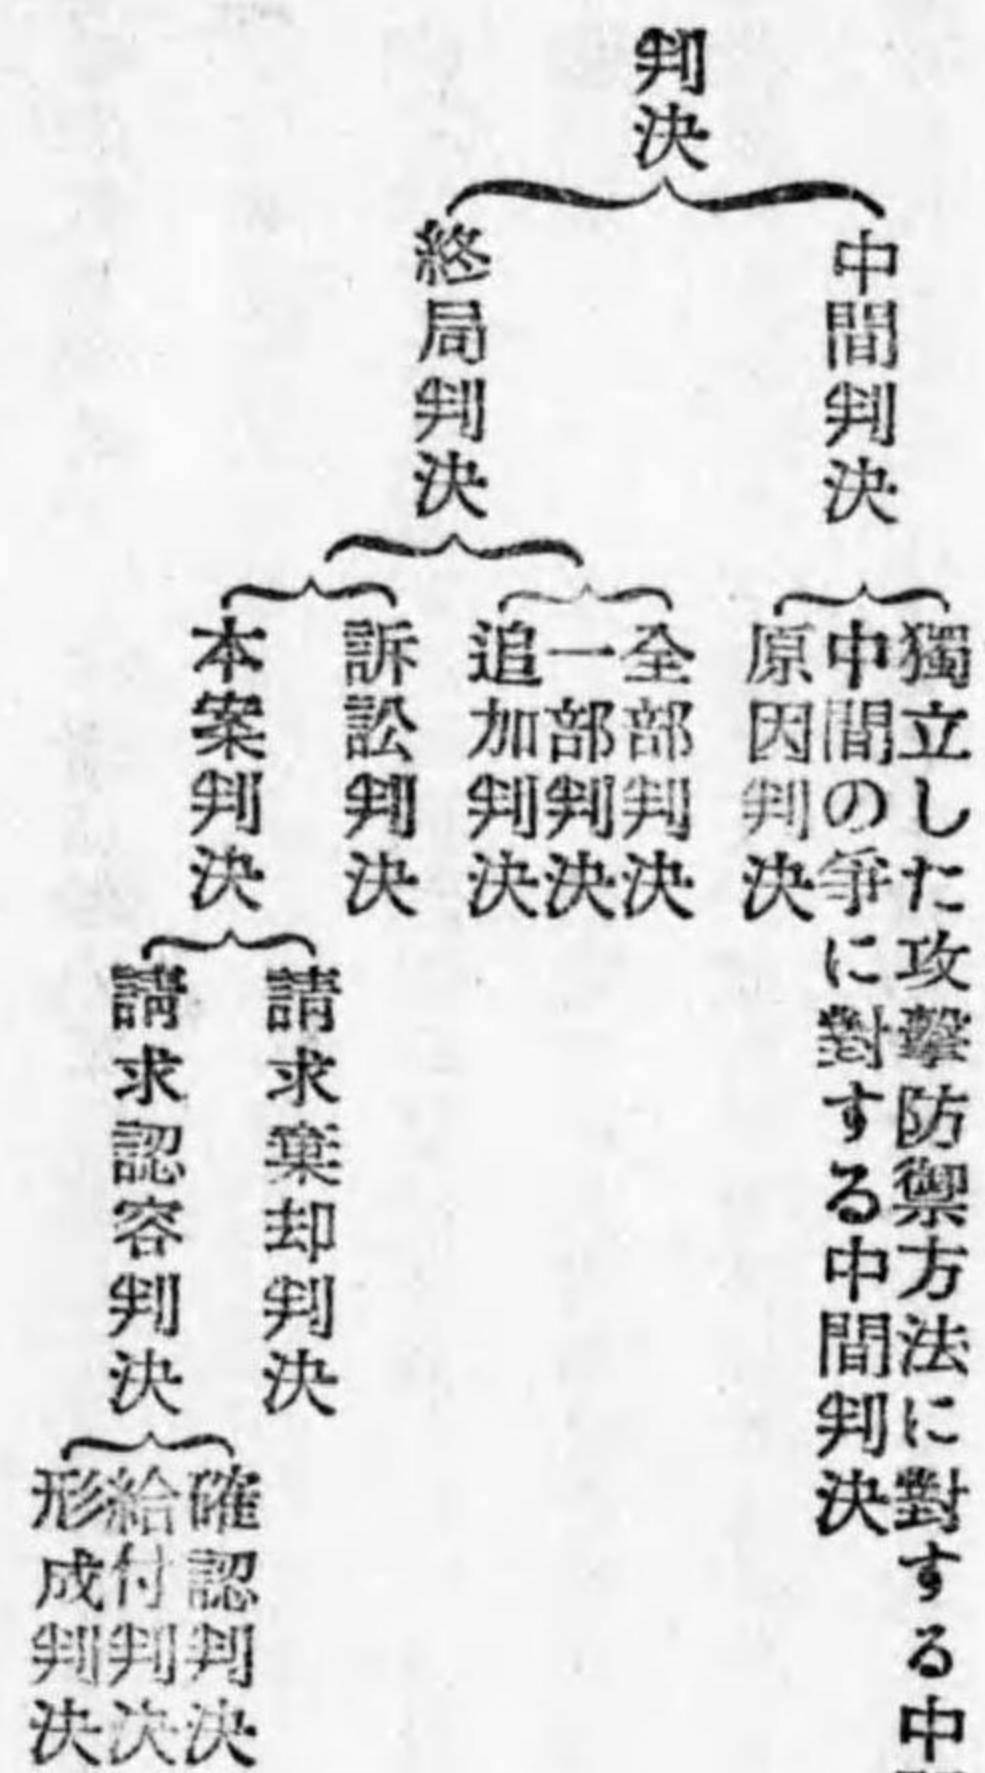 判決
中間判決
獨立した攻擊防禦方法に對する中
中間の爭に對する中間判決
原因判決
終局判決
全部判決
一部判決
追加判決
訴訟判決
本案判決
請求棄却判決
請求認容判決
確認判決
給付判決
形成判決